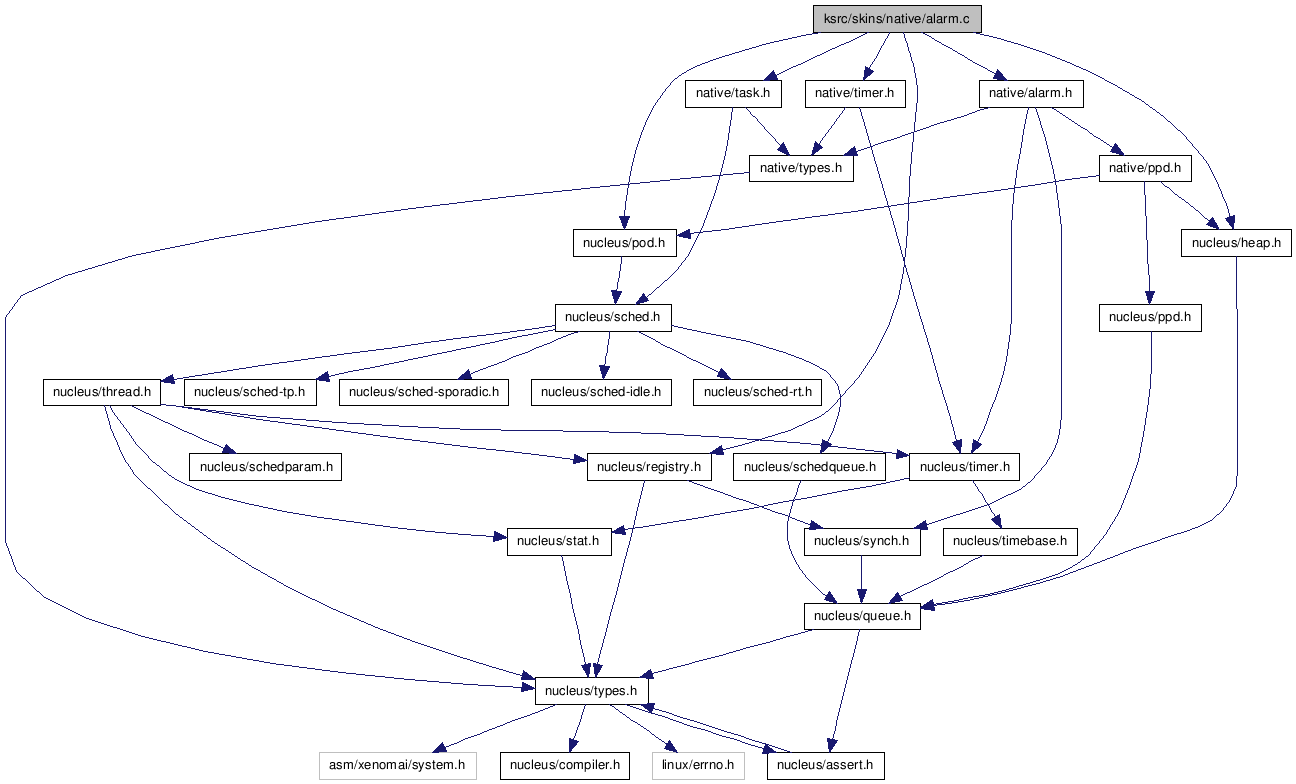 ksrc/skins/native/alarm.c
native/task.h
native/timer.h
native/alarm.h
native/types.h
native/ppd.h
nucleus/pod.h
nucleus/heap.h
nucleus/sched.h
nucleus/ppd.h
nucleus/thread.h
nucleus/sched-tp.h
nucleus/sched-sporadic.h
nucleus/sched-idle.h
nucleus/sched-rt.h
nucleus/schedparam.h
nucleus/registry.h
nucleus/schedqueue.h
nucleus/timer.h
nucleus/stat.h
nucleus/synch.h
nucleus/timebase.h
nucleus/queue.h
nucleus/types.h
asm/xenomai/system.h
nucleus/compiler.h
linux/errno.h
nucleus/assert.h